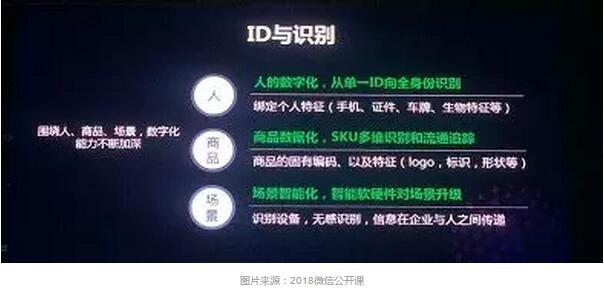 ID与识别
围绕人、商品、场景，数字化
能力不断加深
人
人的数字化，从单一ID向全身份识别
绑定个人特征（手机、证件、车牌、生物特征等）
商品
商品数据化，SKU多维识别和流通追踪
商品的固有编码、以及特征（logo，标识，形状等）
场景
场景智能化，智能软硬件对场景升级
识别设备，无感识别，信息在企业与人之间传递
图片来源：2018微信公开课